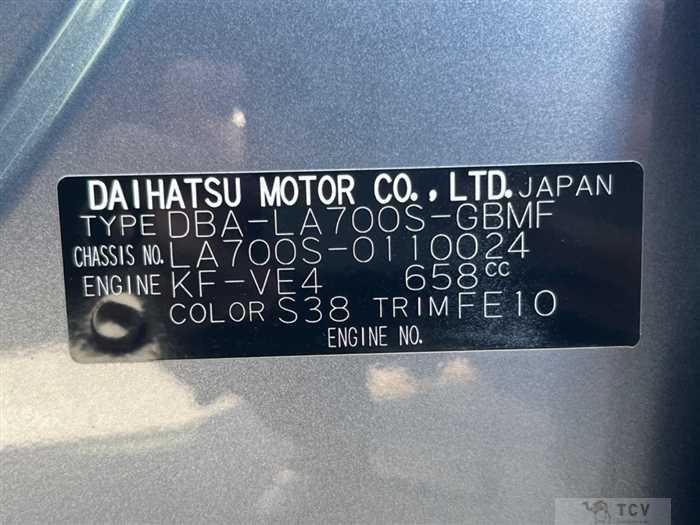 DAIHATSU MOTOR CO., LTD. JAPAN
TYPE DBA-LA700S-GBMF
CHASSIS NO. LA700S-0110024
ENGINE KF-VE4 658cc
COLOR S38 TRIM FE10
ENGINE NO.
TCV